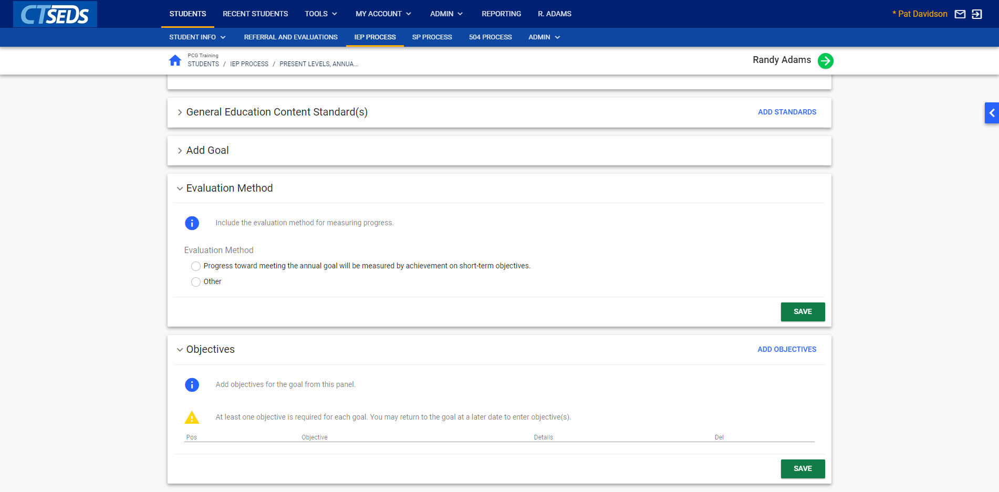 CTSEDS
STUDENTS RECENT STUDENTS TOOLS MY ACCOUNT ADMIN REPORTING R. ADAMS
* Pat Davidson
STUDENT INFO REFERRAL AND EVALUATIONS IEP PROCESS SP PROCESS 504 PROCESS ADMIN
PCG Training
STUDENTS / IEP PROCESS / PRESENT LEVELS, ANNUA...
Randy Adams
General Education Content Standard(s) ADD STANDARDS
Add Goal
Evaluation Method
Include the evaluation method for measuring progress.
Evaluation Method
Progress toward meeting the annual goal will be measured by achievement on short-term objectives.
Other
SAVE
Objectives ADD OBJECTIVES
Add objectives for the goal from this panel.
At least one objective is required for each goal. You may return to the goal at a later date to enter objective(s).
Pos Objective Details Del
SAVE